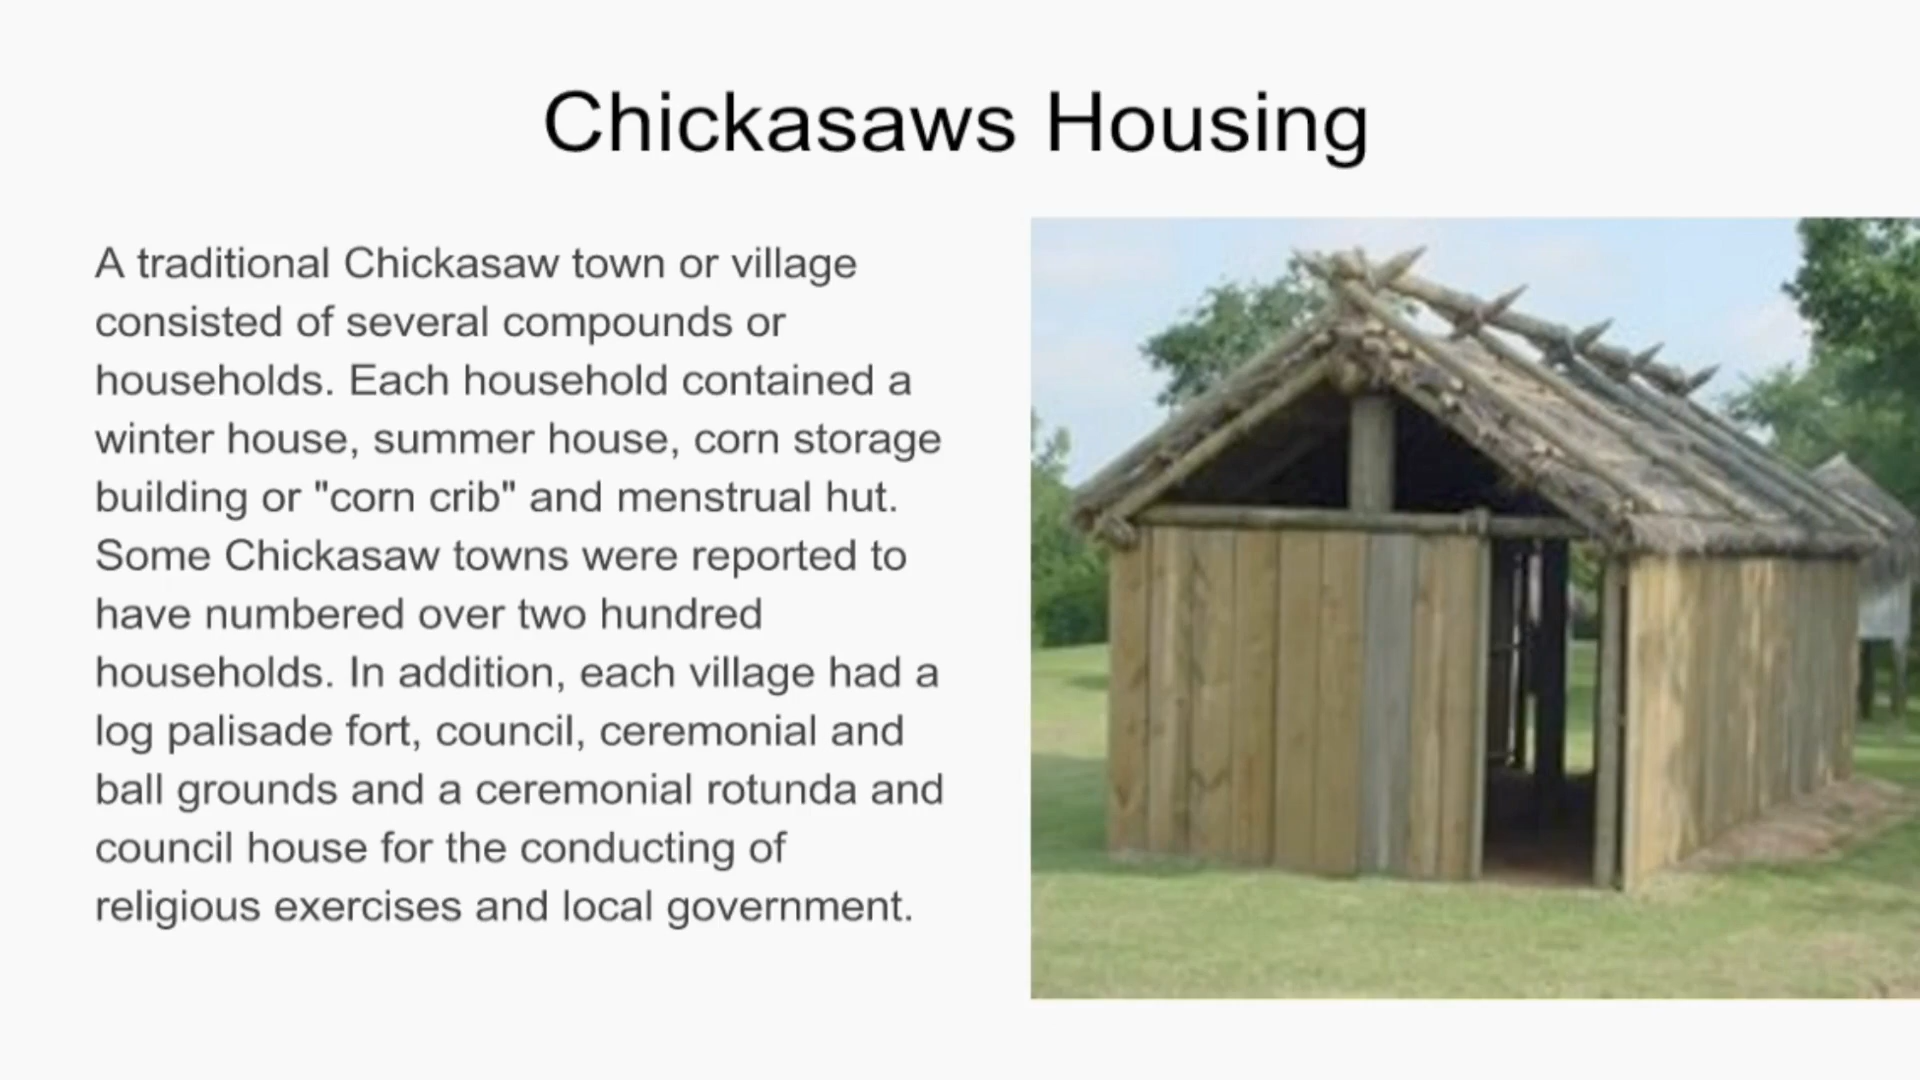 Chickasaws Housing
A traditional Chickasaw town or village
consisted of several compounds or
households. Each household contained a
winter house, summer house, corn storage
building or "corn crib" and menstrual hut.
Some Chickasaw towns were reported to
have numbered over two hundred
households. In addition, each village had a
log palisade fort, council, ceremonial and
ball grounds and a ceremonial rotunda and
council house for the conducting of
religious exercises and local government.